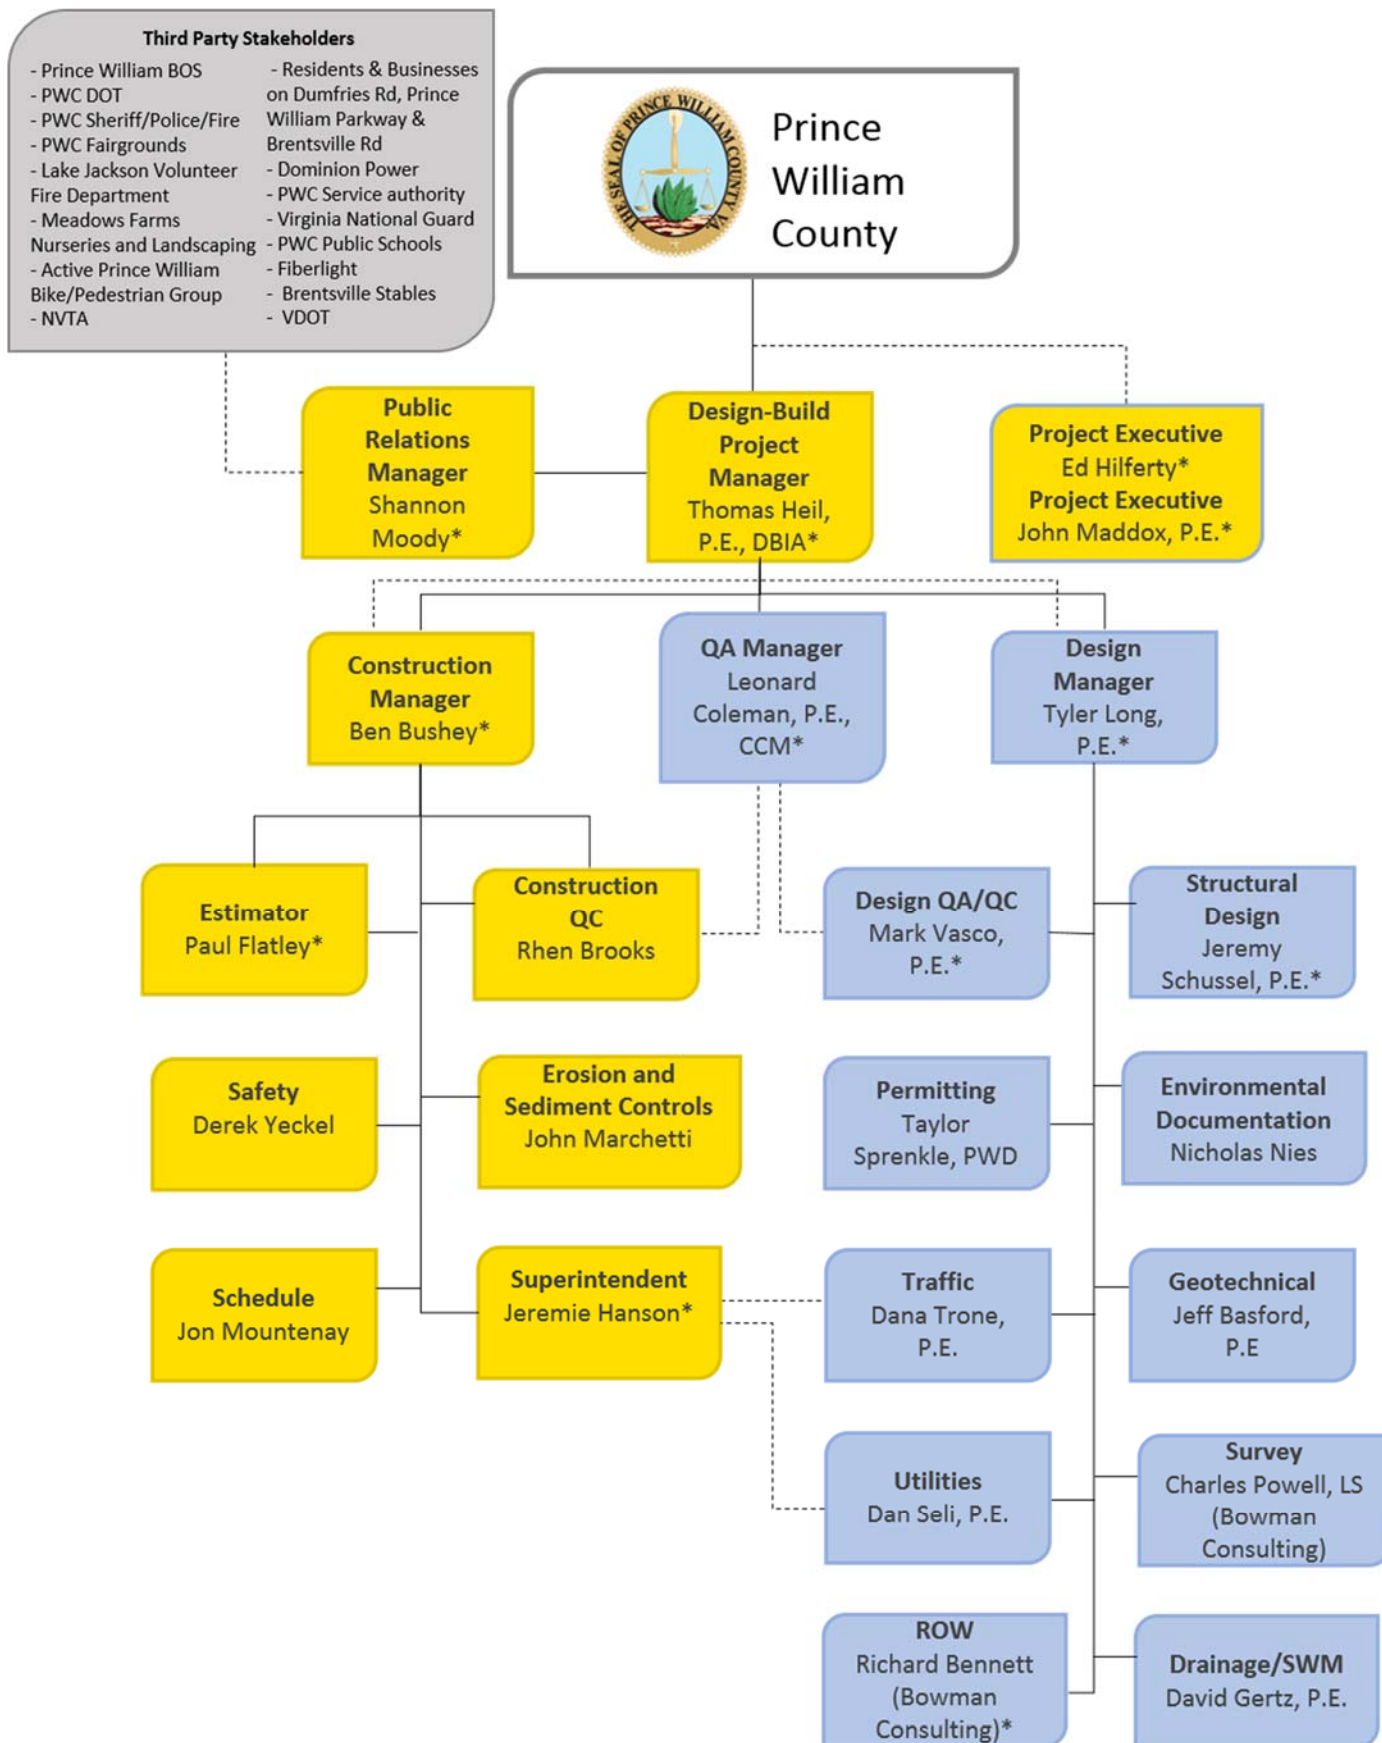 Third Party Stakeholders
- Prince William BOS
- PWC DOT
- PWC Sheriff/Police/Fire
- PWC Fairgrounds
- Lake Jackson Volunteer
Fire Department
- Meadows Farms
Nurseries and Landscaping
- Active Prince William
Bike/Pedestrian Group
- NVTA
- Residents & Businesses
on Dumfries Rd, Prince
William Parkway &
Brentsville Rd
- Dominion Power
- PWC Service authority
- Virginia National Guard
- PWC Public Schools
- Fiberlight
- Brentsville Stables
- VDOT
THE SEAL OF PRINCE WILLIAM COUNTY VA.
Prince
William
County
Public
Relations
Manager
Shannon
Moody*
Design-Build
Project
Manager
Thomas Heil,
P.E., DBIA*
Project Executive
Ed Hilferty*
Project Executive
John Maddox, P.E.*
Construction
Manager
Ben Bushey*
QA Manager
Leonard
Coleman, P.E.,
CCM*
Design
Manager
Tyler Long,
P.E.*
Estimator
Paul Flatley*
Construction
QC
Rhen Brooks
Design QA/QC
Mark Vasco,
P.E.*
Structural
Design
Jeremy
Schussel, P.E.*
Safety
Derek Yeckel
Erosion and
Sediment Controls
John Marchetti
Permitting
Taylor
Sprenkle, PWD
Environmental
Documentation
Nicholas Nies
Schedule
Jon Mountenay
Superintendent
Jeremie Hanson*
Traffic
Dana Trone,
P.E.
Geotechnical
Jeff Basford,
P.E
Utilities
Dan Seli, P.E.
Survey
Charles Powell, LS
(Bowman
Consulting)
ROW
Richard Bennett
(Bowman
Consulting)*
Drainage/SWM
David Gertz, P.E.